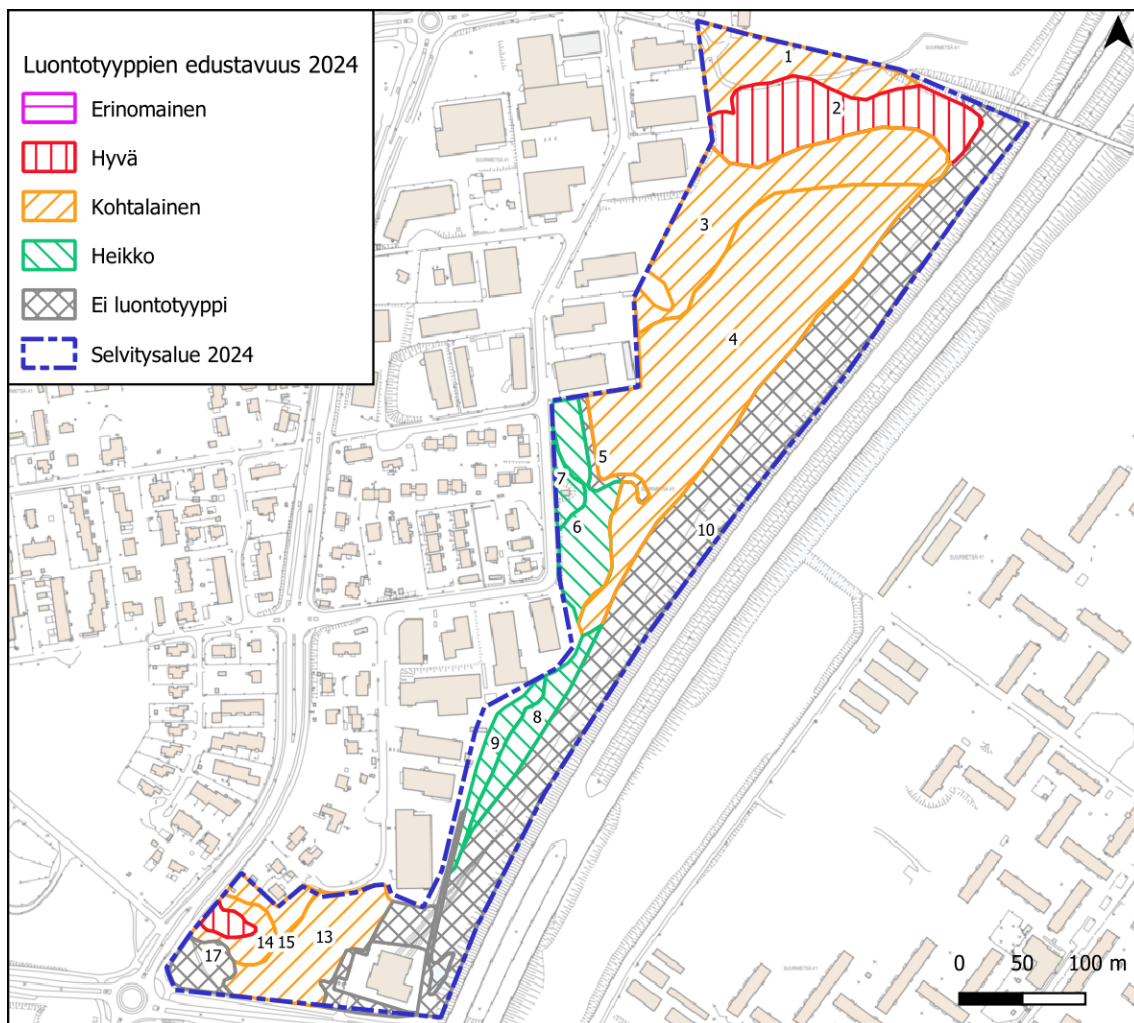 Luontotyyppien edustavuus 2024
Erinomainen
Hyvä
Kohtalainen
Heikko
Ei luontotyyppi
Selvitysalue 2024
1
2
3
4
5
7
6
10
8
9
14 15 13
17
0 50 100 m